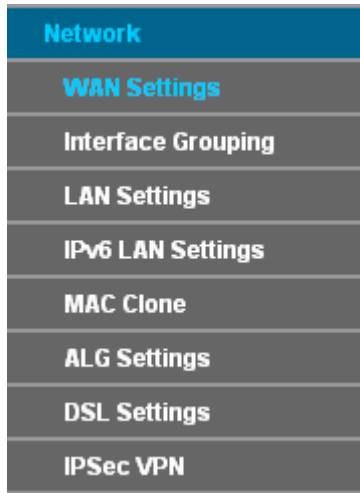 Network
WAN Settings
Interface Grouping
LAN Settings
IPv6 LAN Settings
MAC Clone
ALG Settings
DSL Settings
IPSec VPN